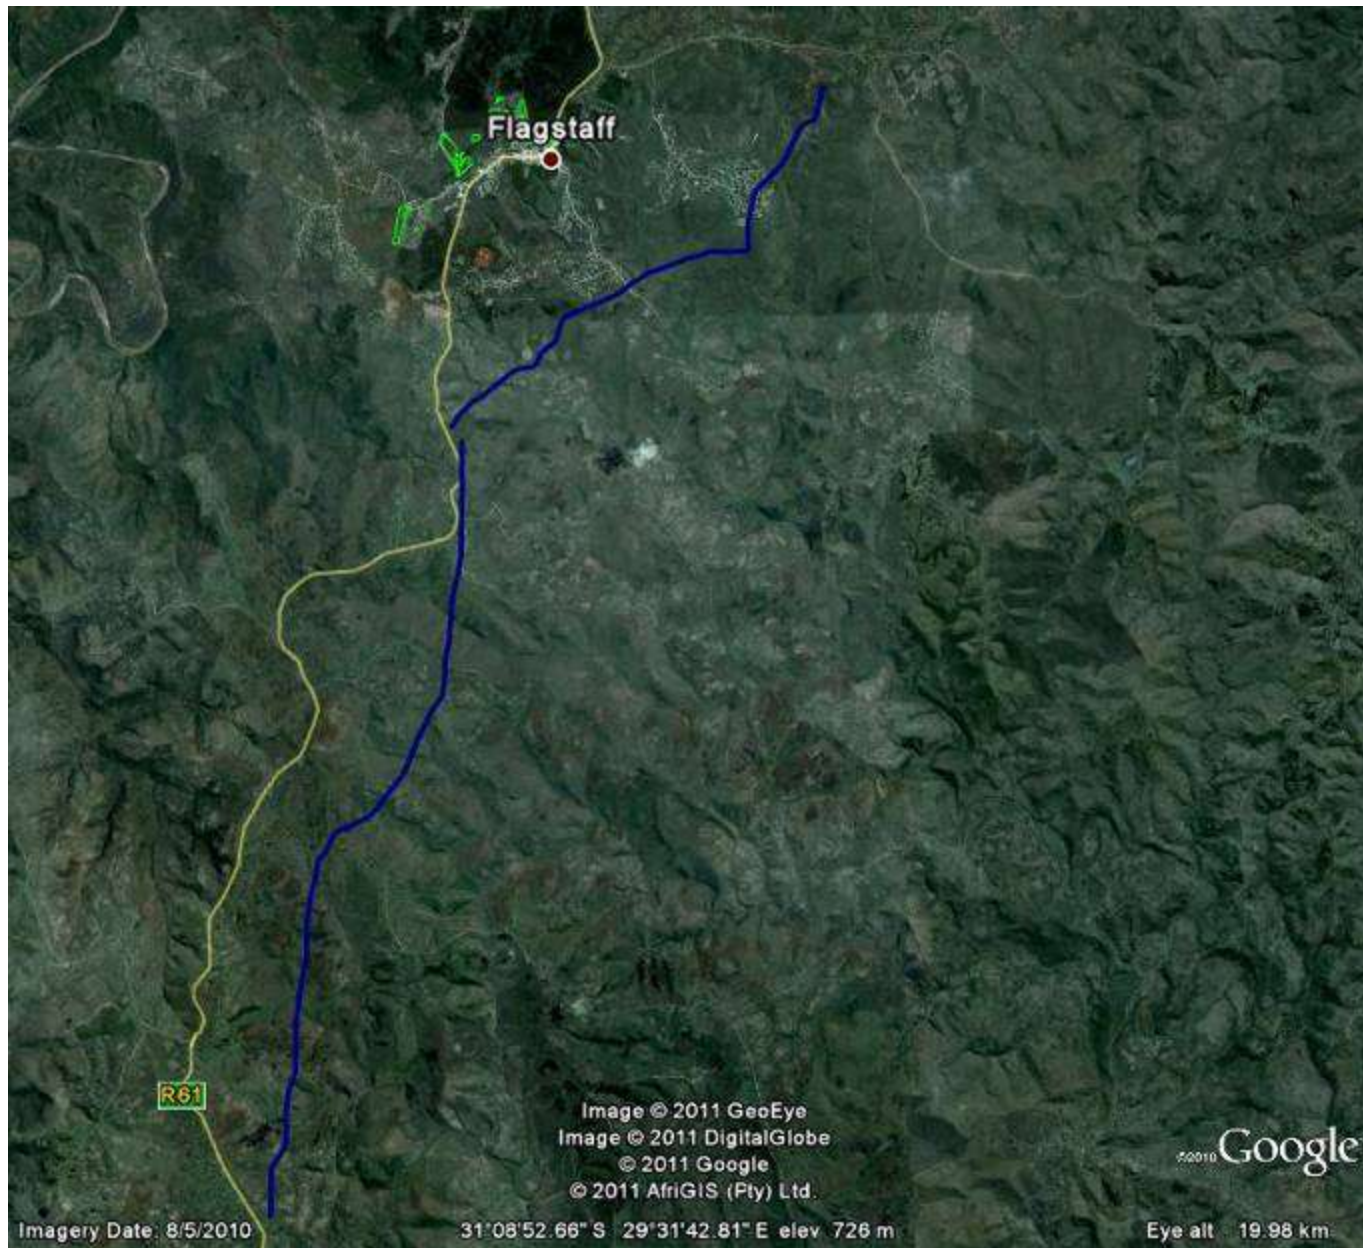 Flagstaff
R61
Image © 2011 GeoEye
Image © 2011 DigitalGlobe
© 2011 Google
© 2011 AfriGIS (Pty) Ltd.
©2010 Google
Imagery Date: 8/5/2010 31°08'52.66" S 29°31'42.81" E elev 726 m Eye alt 19.98 km